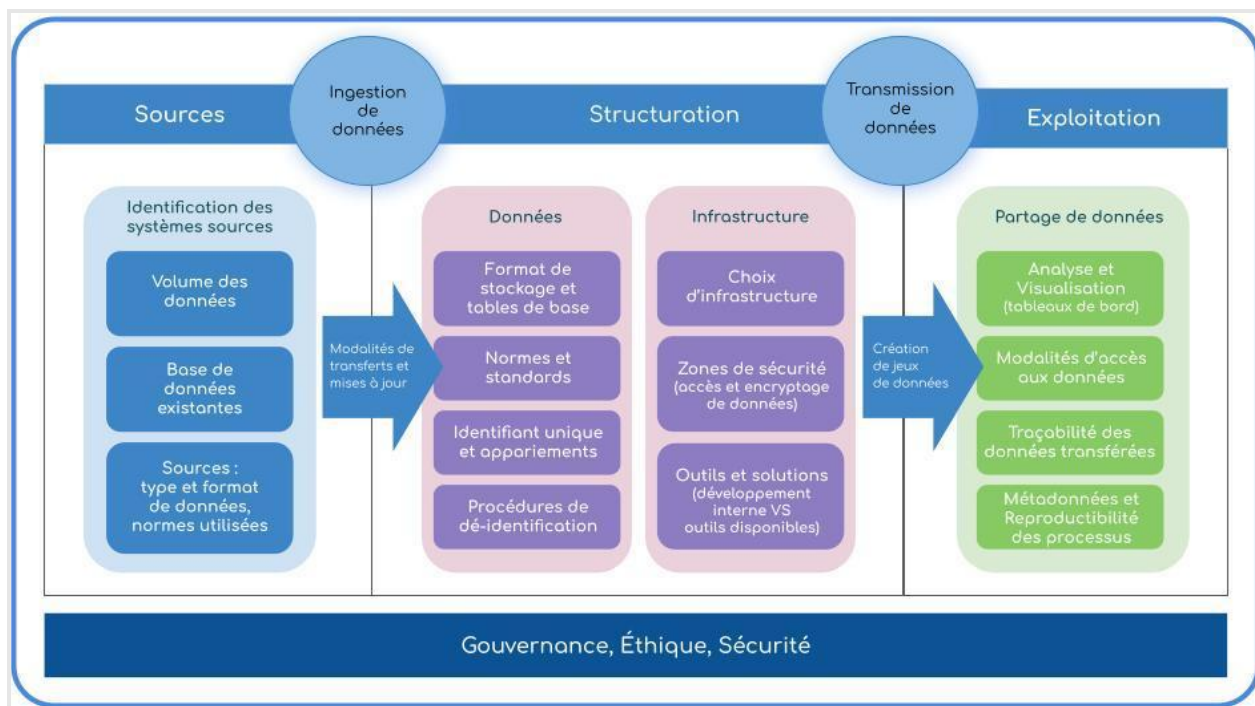 Sources
Ingestion
de
données
Structuration
Transmission
de
données
Exploitation
Identification des
systèmes sources
Volume des
données
Base de
données
existantes
Sources :
type et format
de données,
normes utilisées
Modalités de
transferts et
mises à jour
Données
Format de
stockage et
tables de base
Normes et
standards
Identifiant unique
et appariements
Procédures de
dé-identification
Infrastructure
Choix
d'infrastructure
Zones de sécurité
(accès et encryptage
de données)
Outils et solutions
(développement
interne VS
outils disponibles)
Création
de jeux
de données
Partage de données
Analyse et
Visualisation
(tableaux de bord)
Modalités d'accès
aux données
Traçabilité des
données transférées
Métadonnées et
Reproductibilité
des processus
Gouvernance, Éthique, Sécurité